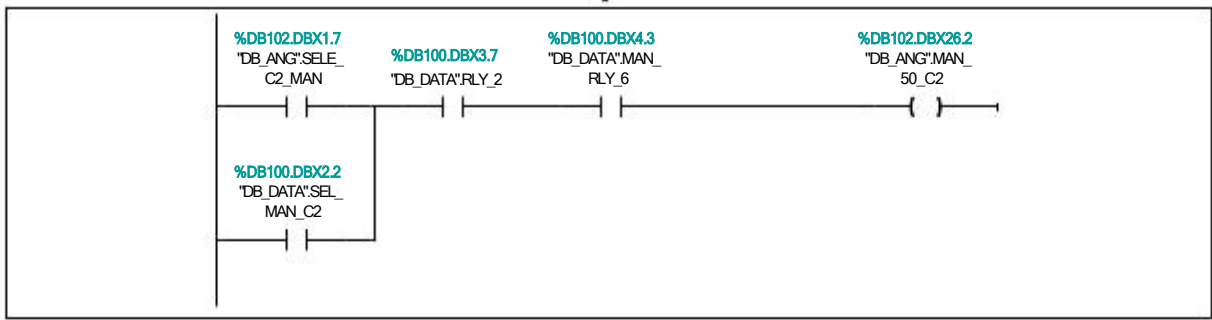 %DB102.DBX1.7
"DB_ANG".SELE_
C2_MAN
%DB100.DBX3.7
"DB_DATA".RLY_2
%DB100.DBX4.3
"DB_DATA".MAN_
RLY_6
%DB102.DBX26.2
"DB_ANG".MAN_
50_C2
%DB100.DBX2.2
"DB_DATA".SEL_
MAN_C2